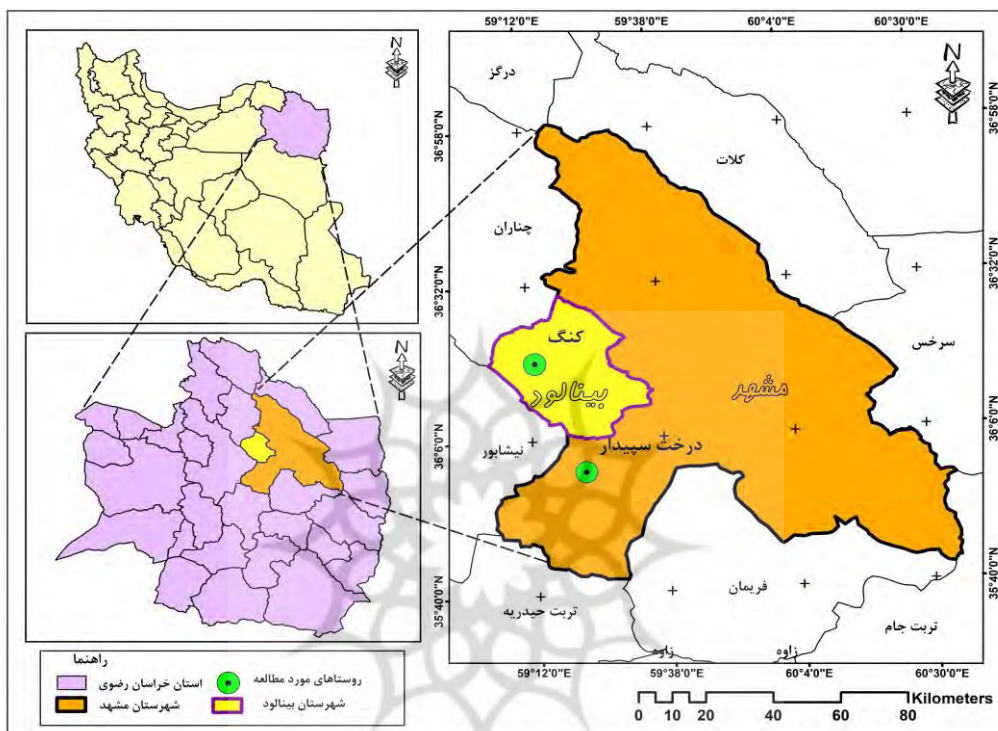 N
N
59°12'0"E 59°38'0"E 60°4'0"E 60°30'0"E
N
درگز
36°58'0"N
36°58'0"N
کلات
چناران
36°32'0"N
36°32'0"N
سرخس
کنگ
بینالود
مشهد
36°6'0"N
36°6'0"N
درخت سپیدار
نیشابور
35°40'0"N
35°40'0"N
فریمان
تربت حیدریه
تربت جام
زاوه
زاوه
59°12'0"E 59°38'0"E 60°4'0"E 60°30'0"E
راهنما
روستاهای مورد مطالعه
استان خراسان رضوی
شهرستان بینالود
شهرستان مشهد
Kilometers
0 10 20 40 60 80